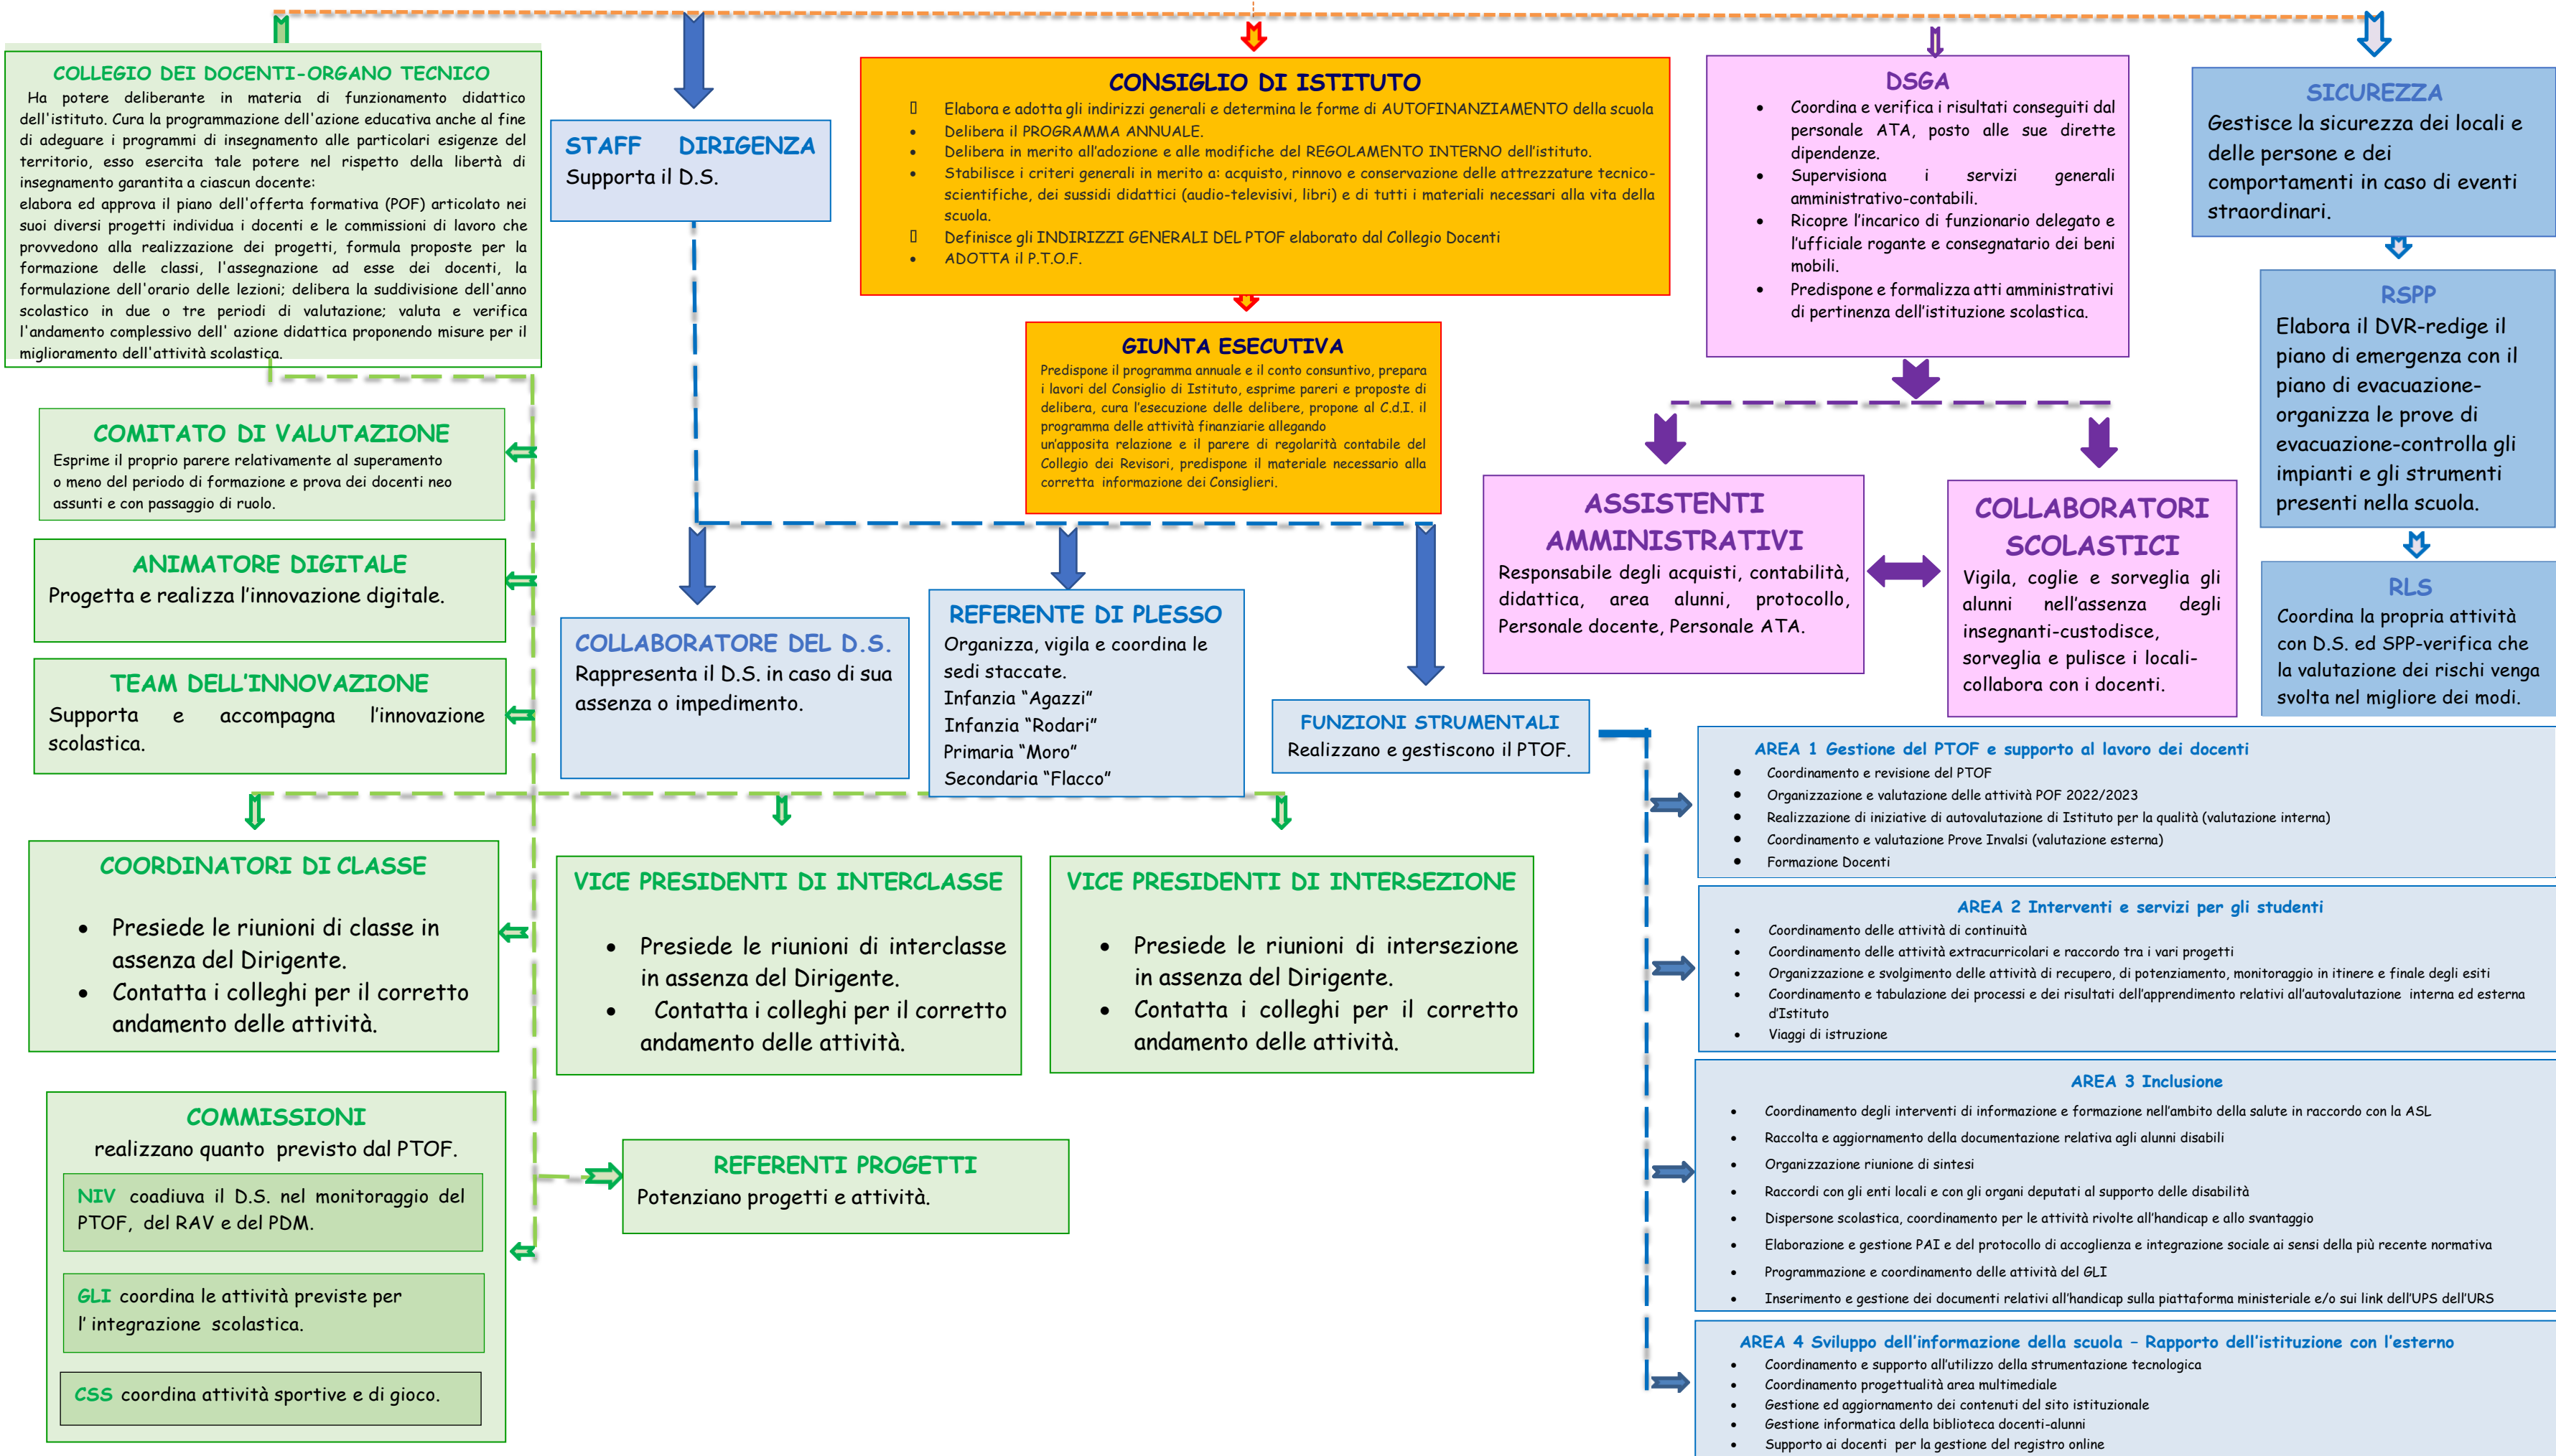 COLLEGIO DEI DOCENTI-ORGANO TECNICO
Ha potere deliberante in materia di funzionamento didattico
dell'istituto. Cura la programmazione dell'azione educativa anche al fine
di adeguare i programmi di insegnamento alle particolari esigenze del
territorio, esso esercita tale potere nel rispetto della libertà di
insegnamento garantita a ciascun docente:
elabora ed approva il piano dell'offerta formativa (POF) articolato nei
suoi diversi progetti individua i docenti e le commissioni di lavoro che
provvedono alla realizzazione dei progetti, formula proposte per la
formazione delle classi, l'assegnazione ad esse dei docenti, la
formulazione dell'orario delle lezioni; delibera la suddivisione dell'anno
scolastico in due o tre periodi di valutazione; valuta e verifica
l'andamento complessivo dell' azione didattica proponendo misure per il
miglioramento dell'attività scolastica.
STAFF DIRIGENZA
Supporta il D.S.
CONSIGLIO DI ISTITUTO
Elabora e adotta gli indirizzi generali e determina le forme di AUTOFINANZIAMENTO della scuola
• Delibera il PROGRAMMA ANNUALE.
• Delibera in merito all’adozione e alle modifiche del REGOLAMENTO INTERNO dell’istituto.
• Stabilisce i criteri generali in merito a: acquisto, rinnovo e conservazione delle attrezzature tecnico-
scientifiche, dei sussidi didattici (audio-televisivi, libri) e di tutti i materiali necessari alla vita della
scuola.
Definisce gli INDIRIZZI GENERALI DEL PTOF elaborato dal Collegio Docenti
• ADOTTA il P.T.O.F.
GIUNTA ESECUTIVA
Predispone il programma annuale e il conto consuntivo, prepara
i lavori del Consiglio di Istituto, esprime pareri e proposte di
delibera, cura l’esecuzione delle delibere, propone al C.d.I. il
programma delle attività finanziarie allegando
un’apposita relazione e il parere di regolarità contabile del
Collegio dei Revisori, predispone il materiale necessario alla
corretta informazione dei Consiglieri.
DSGA
• Coordina e verifica i risultati conseguiti dal
personale ATA, posto alle sue dirette
dipendenze.
• Supervisiona i servizi generali
amministrativo-contabili.
• Ricopre l’incarico di funzionario delegato e
l’ufficiale rogante e consegnatario dei beni
mobili.
• Predispone e formalizza atti amministrativi
di pertinenza dell’istituzione scolastica.
SICUREZZA
Gestisce la sicurezza dei locali e
delle persone e dei
comportamenti in caso di eventi
straordinari.
RSPP
Elabora il DVR-redige il
piano di emergenza con il
piano di evacuazione-
organizza le prove di
evacuazione-controlla gli
impianti e gli strumenti
presenti nella scuola.
RLS
Coordina la propria attività
con D.S. ed SPP-verifica che
la valutazione dei rischi venga
svolta nel migliore dei modi.
ASSISTENTI
AMMINISTRATIVI
Responsabile degli acquisti, contabilità,
didattica, area alunni, protocollo,
Personale docente, Personale ATA.
COLLABORATORI
SCOLASTICI
Vigila, coglie e sorveglia gli
alunni nell’assenza degli
insegnanti-custodisce,
sorveglia e pulisce i locali-
collabora con i docenti.
COMITATO DI VALUTAZIONE
Esprime il proprio parere relativamente al superamento
o meno del periodo di formazione e prova dei docenti neo
assunti e con passaggio di ruolo.
ANIMATORE DIGITALE
Progetta e realizza l’innovazione digitale.
TEAM DELL’INNOVAZIONE
Supporta e accompagna l’innovazione
scolastica.
COLLABORATORE DEL D.S.
Rappresenta il D.S. in caso di sua
assenza o impedimento.
REFERENTE DI PLESSO
Organizza, vigila e coordina le
sedi staccate.
Infanzia “Agazzi”
Infanzia “Rodari”
Primaria “Moro”
Secondaria “Flacco”
FUNZIONI STRUMENTALI
Realizzano e gestiscono il PTOF.
COORDINATORI DI CLASSE
• Presiede le riunioni di classe in
assenza del Dirigente.
• Contatta i colleghi per il corretto
andamento delle attività.
VICE PRESIDENTI DI INTERCLASSE
• Presiede le riunioni di interclasse
in assenza del Dirigente.
• Contatta i colleghi per il corretto
andamento delle attività.
VICE PRESIDENTI DI INTERSEZIONE
• Presiede le riunioni di intersezione
in assenza del Dirigente.
• Contatta i colleghi per il corretto
andamento delle attività.
COMMISSIONI
realizzano quanto previsto dal PTOF.
NIV coadiuva il D.S. nel monitoraggio del
PTOF, del RAV e del PDM.
GLI coordina le attività previste per
l’ integrazione scolastica.
CSS coordina attività sportive e di gioco.
REFERENTI PROGETTI
Potenziano progetti e attività.
AREA 1 Gestione del PTOF e supporto al lavoro dei docenti
• Coordinamento e revisione del PTOF
• Organizzazione e valutazione delle attività POF 2022/2023
• Realizzazione di iniziative di autovalutazione di Istituto per la qualità (valutazione interna)
• Coordinamento e valutazione Prove Invalsi (valutazione esterna)
• Formazione Docenti
AREA 2 Interventi e servizi per gli studenti
• Coordinamento delle attività di continuità
• Coordinamento delle attività extracurricolari e raccordo tra i vari progetti
• Organizzazione e svolgimento delle attività di recupero, di potenziamento, monitoraggio in itinere e finale degli esiti
• Coordinamento e tabulazione dei processi e dei risultati dell’apprendimento relativi all’autovalutazione interna ed esterna
d’Istituto
• Viaggi di istruzione
AREA 3 Inclusione
• Coordinamento degli interventi di informazione e formazione nell’ambito della salute in raccordo con la ASL
• Raccolta e aggiornamento della documentazione relativa agli alunni disabili
• Organizzazione riunione di sintesi
• Raccordi con gli enti locali e con gli organi deputati al supporto delle disabilità
• Dispersone scolastica, coordinamento per le attività rivolte all’handicap e allo svantaggio
• Elaborazione e gestione PAI e del protocollo di accoglienza e integrazione sociale ai sensi della più recente normativa
• Programmazione e coordinamento delle attività del GLI
• Inserimento e gestione dei documenti relativi all’handicap sulla piattaforma ministeriale e/o sui link dell’UPS dell’URS
AREA 4 Sviluppo dell’informazione della scuola – Rapporto dell’istituzione con l’esterno
• Coordinamento e supporto all’utilizzo della strumentazione tecnologica
• Coordinamento progettualità area multimediale
• Gestione ed aggiornamento dei contenuti del sito istituzionale
• Gestione informatica della biblioteca docenti-alunni
• Supporto ai docenti per la gestione del registro online